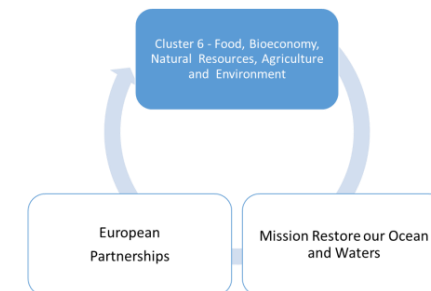 Cluster 6 - Food, Bioeconomy,
Natural Resources, Agriculture
and Environment
European
Partnerships
Mission Restore our Ocean
and Waters